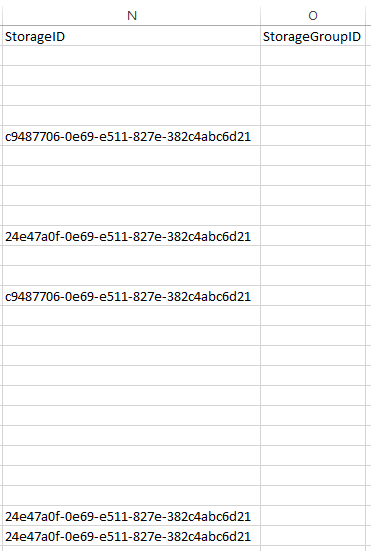 N O
StorageID StorageGroupID
c9487706-0e69-e511-827e-382c4abc6d21
24e47a0f-0e69-e511-827e-382c4abc6d21
c9487706-0e69-e511-827e-382c4abc6d21
24e47a0f-0e69-e511-827e-382c4abc6d21
24e47a0f-0e69-e511-827e-382c4abc6d21